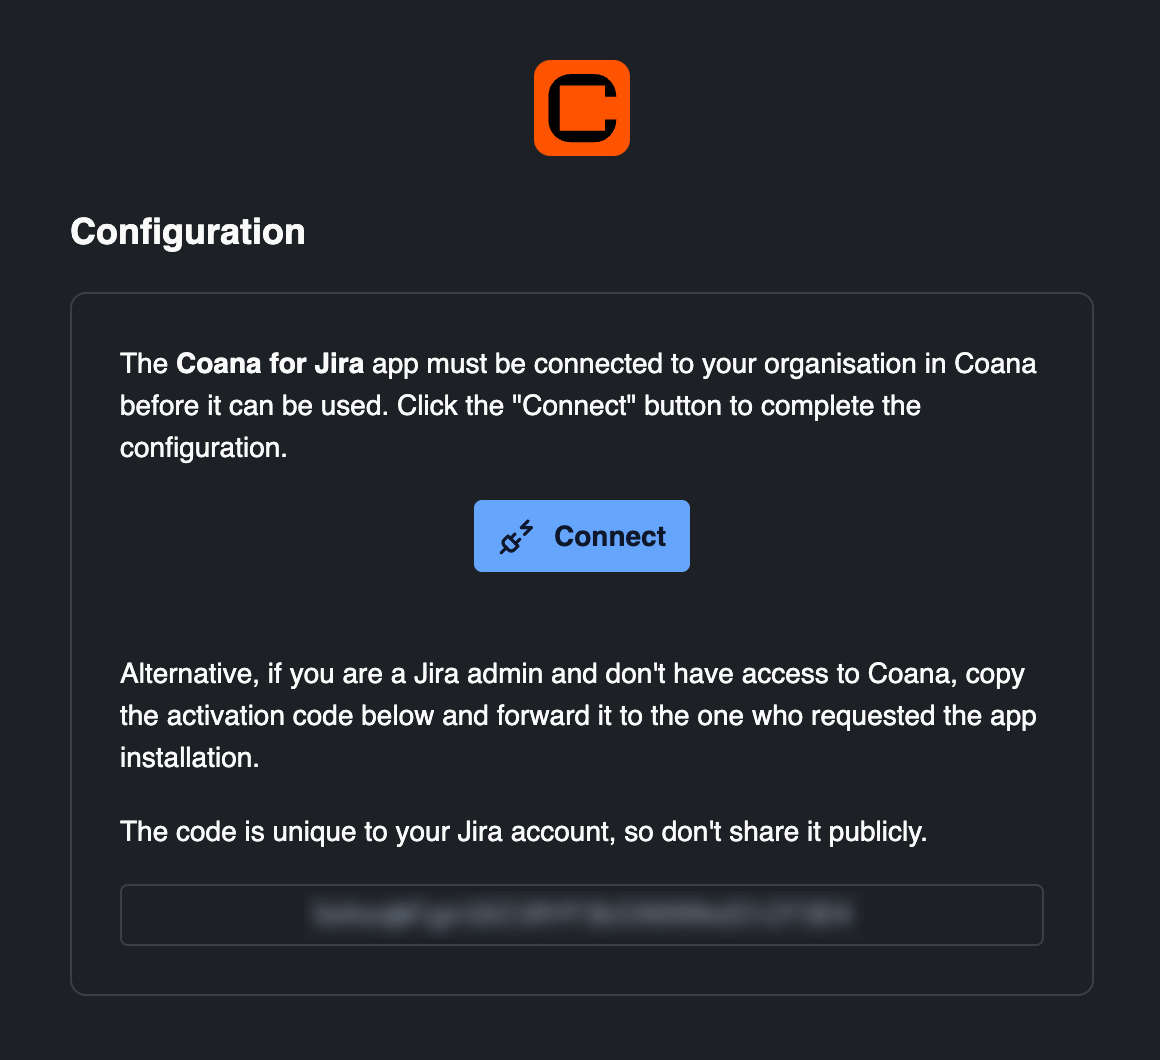 C
Configuration
The Coana for Jira app must be connected to your organisation in Coana
before it can be used. Click the "Connect" button to complete the
configuration.
Connect
Alternative, if you are a Jira admin and don't have access to Coana, copy
the activation code below and forward it to the one who requested the app
installation.
The code is unique to your Jira account, so don't share it publicly.